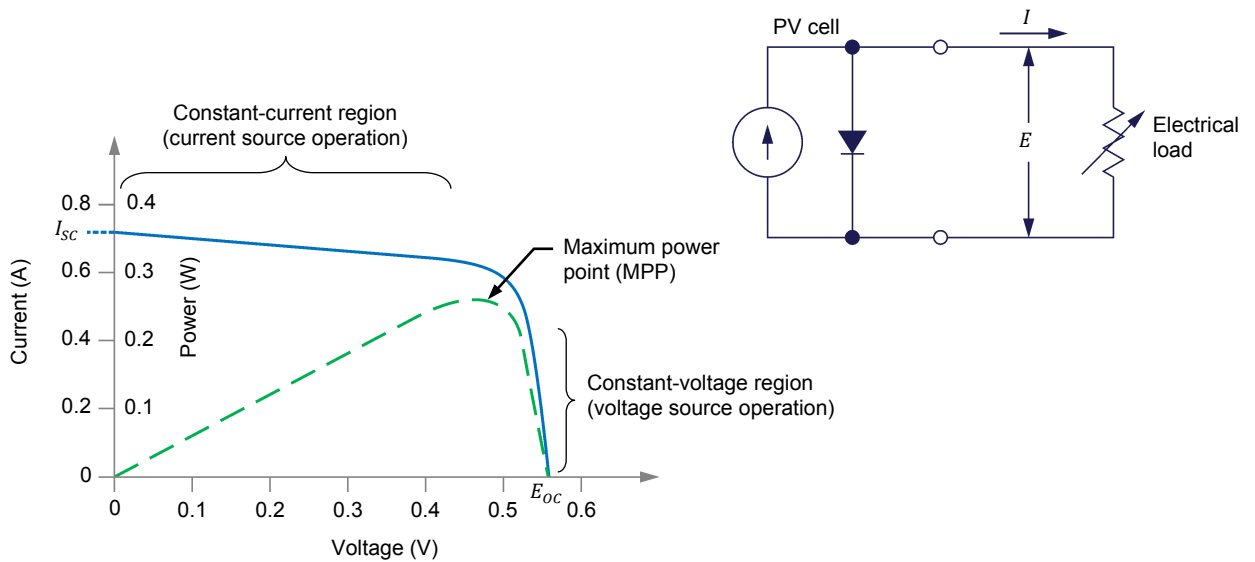 Constant-current region
(current source operation)
Current (A)
0.8
I_SC
0.6
0.4
0.2
0
Power (W)
0.4
0.3
0.2
0.1
Maximum power
point (MPP)
Constant-voltage region
(voltage source operation)
E_OC
0
0.1
0.2
0.3
0.4
0.5
0.6
Voltage (V)
PV cell
I
E
Electrical
load